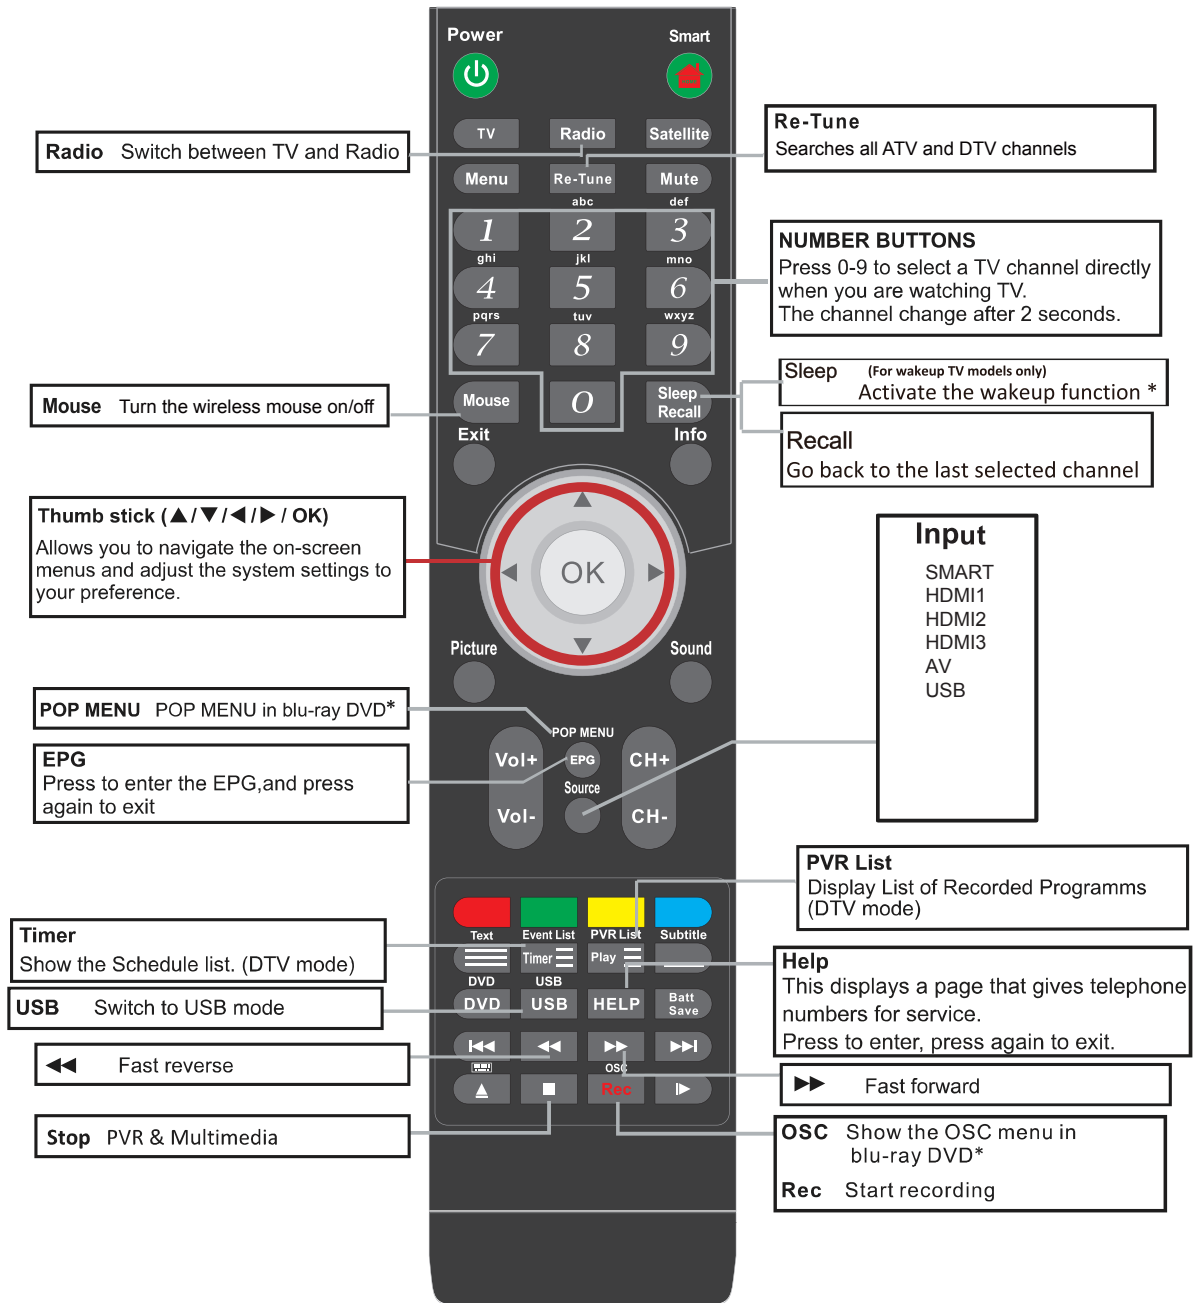 Power
Smart
TV
Radio
Satellite
Radio Switch between TV and Radio
Re-Tune
Searches all ATV and DTV channels
Menu
Re-Tune
Mute
abc
def
1
2
3
ghi
jkl
mno
4
5
6
pqrs
tuv
wxyz
7
8
9
NUMBER BUTTONS
Press 0-9 to select a TV channel directly
when you are watching TV.
The channel change after 2 seconds.
Mouse
0
Sleep
Recall
Exit
Info
Mouse Turn the wireless mouse on/off
Sleep (For wakeup TV models only)
Activate the wakeup function *
Recall
Go back to the last selected channel
Thumb stick (▲/▼/◀/▶ / OK)
Allows you to navigate the on-screen
menus and adjust the system settings to
your preference.
OK
Input
SMART
HDMI1
HDMI2
HDMI3
AV
USB
Picture
Sound
POP MENU POP MENU in blu-ray DVD*
POP MENU
EPG
Press to enter the EPG,and press
again to exit
Vol+
EPG
CH+
Source
Vol-
CH-
PVR List
Display List of Recorded Programms
(DTV mode)
Text
Event List
PVR List
Subtitle
Timer
Play
Timer
Show the Schedule list. (DTV mode)
DVD
USB
DVD
USB
HELP
Batt
Save
USB Switch to USB mode
Help
This displays a page that gives telephone
numbers for service.
Press to enter, press again to exit.
◀◀ Fast reverse
▶▶ Fast forward
OSC
Rec
Stop PVR & Multimedia
OSC Show the OSC menu in
blu-ray DVD*
Rec Start recording